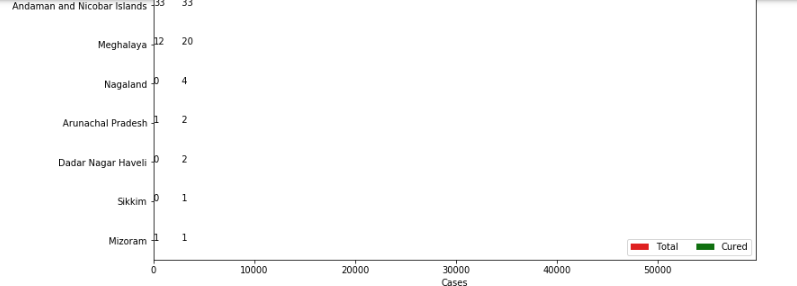 Andaman and Nicobar Islands 33 33
Meghalaya 12 20
Nagaland 0 4
Arunachal Pradesh 1 2
Dadar Nagar Haveli 0 2
Sikkim 0 1
Mizoram 1 1
Total Cured
0 10000 20000 30000 40000 50000
Cases